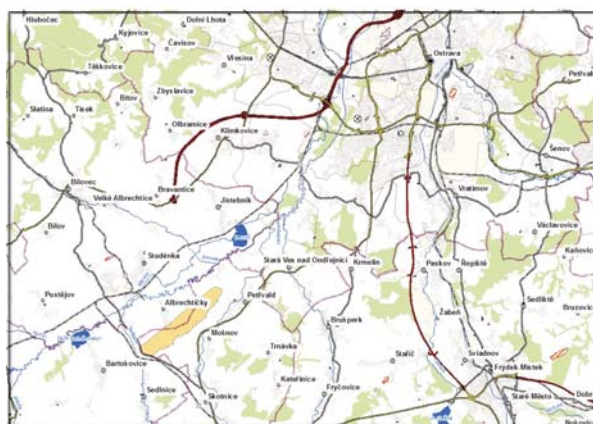 Hlubočec
Dolní Lhota
Kyjovice
Čavisov
Ostrava
Těškovice
Vřesina
Petřvald
Zbyslavice
Bítov
Slatina
Tísek
Olbramice
Klimkovice
Šenov
Bílovec
Bravantice
Vratimov
Velké Albrechtice
Jistebník
Bílov
Václavovice
Studénka
Kaňovice
Stará Ves nad Ondřejnicí
Krmelín
Paskov
Řepiště
Pustějov
Albrechtičky
Petřvald
Sedliště
Bruzovice
Žabeň
Mošnov
Brušperk
Trnávka
Staříč
Sviadnov
Bartošovice
Frýdek Místek
Kateřinice
Sedlnice
Skotnice
Fryčovice
Staré Město
Dobrá